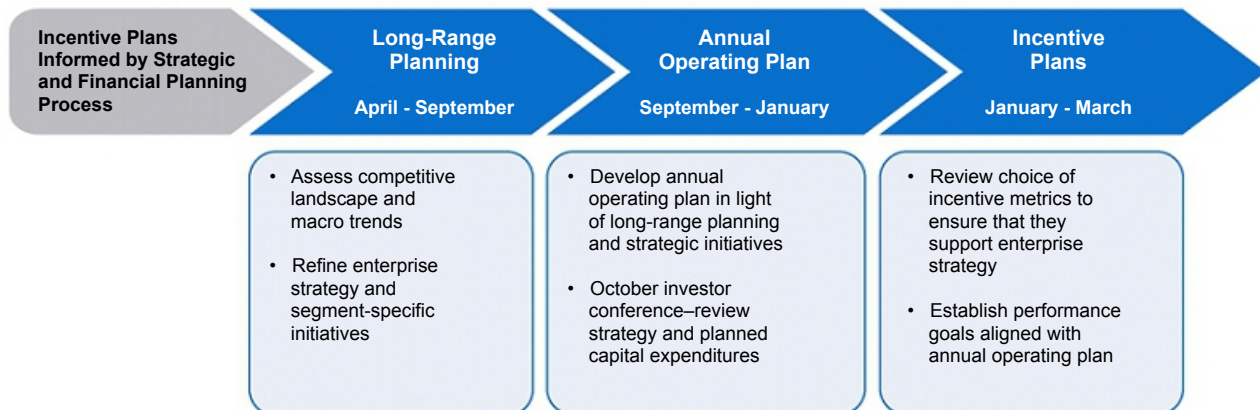 Incentive Plans
Informed by Strategic
and Financial Planning
Process
Long-Range
Planning
April - September
Annual
Operating Plan
September - January
Incentive
Plans
January - March
• Assess competitive
landscape and
macro trends
• Refine enterprise
strategy and
segment-specific
initiatives
• Develop annual
operating plan in light
of long-range planning
and strategic initiatives
• October investor
conference–review
strategy and planned
capital expenditures
• Review choice of
incentive metrics to
ensure that they
support enterprise
strategy
• Establish performance
goals aligned with
annual operating plan